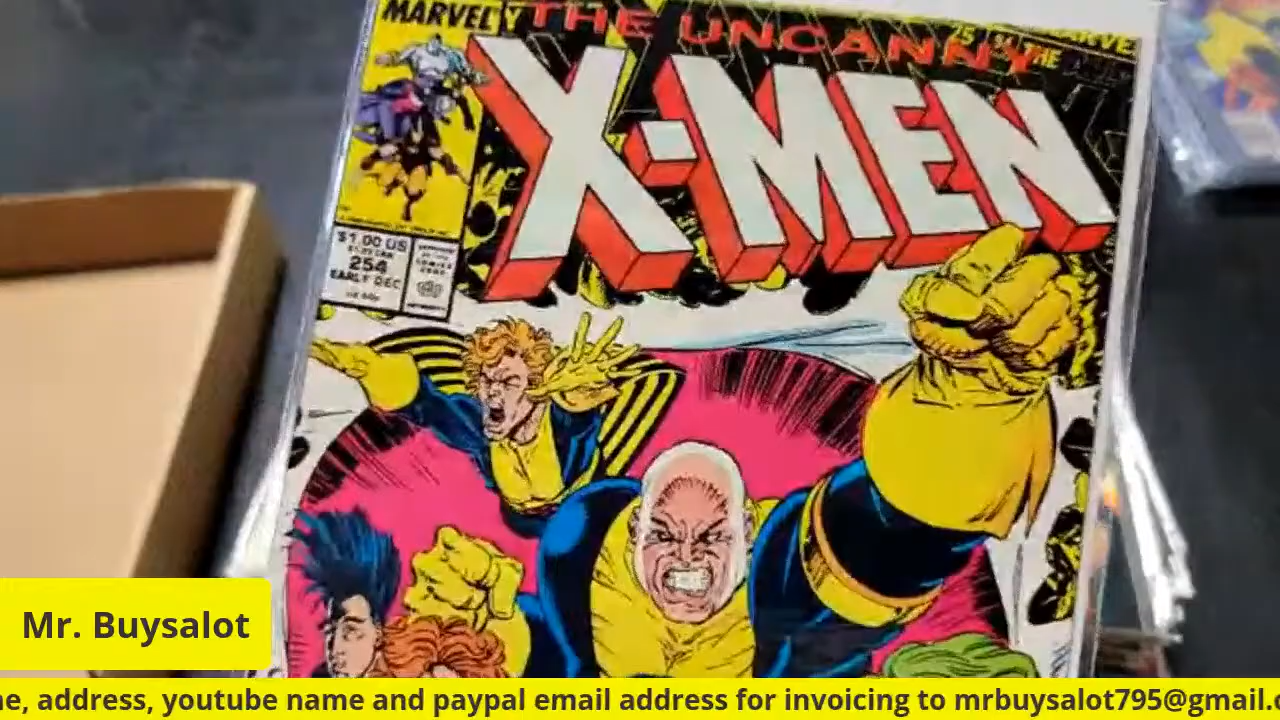 MARVEL
THE UNCANNY
X-MEN
$1.00 US
254
EARLY DEC
Mr. Buysalot
e, address, youtube name and paypal email address for invoicing to mrbuysalot795@gmail.c